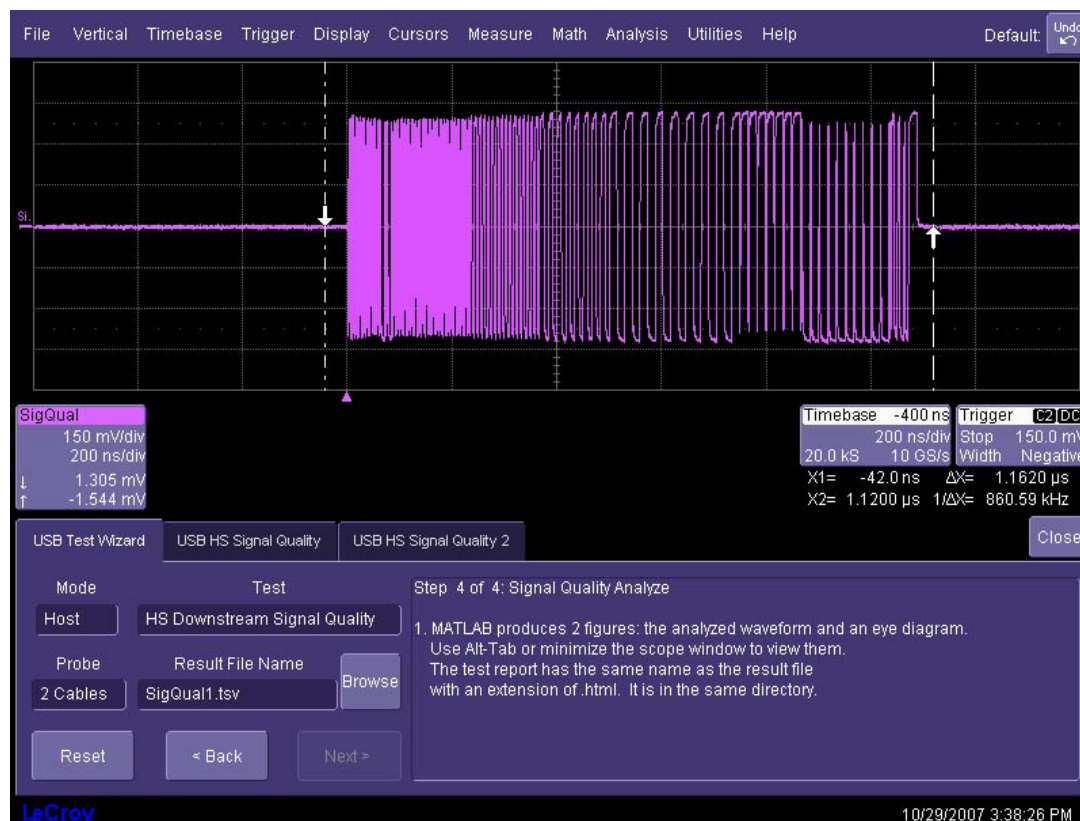 File Vertical Timebase Trigger Display Cursors Measure Math Analysis Utilities Help Default: Undo
Si.
SigQual
150 mV/div
200 ns/div
↓ 1.305 mV
↑ -1.544 mV
Timebase -400 ns
200 ns/div
20.0 kS 10 GS/s
Trigger C2 DC
Stop 150.0 mV
Width Negative
X1= -42.0 ns ΔX= 1.1620 µs
X2= 1.1200 µs 1/ΔX= 860.59 kHz
USB Test Wizard USB HS Signal Quality USB HS Signal Quality 2 Close
Mode Test
Host HS Downstream Signal Quality
Probe Result File Name
2 Cables SigQual1.tsv Browse
Reset < Back Next >
Step 4 of 4: Signal Quality Analyze
1. MATLAB produces 2 figures: the analyzed waveform and an eye diagram.
Use Alt-Tab or minimize the scope window to view them.
The test report has the same name as the result file
with an extension of .html. It is in the same directory.
LeCroy 10/29/2007 3:38:26 PM